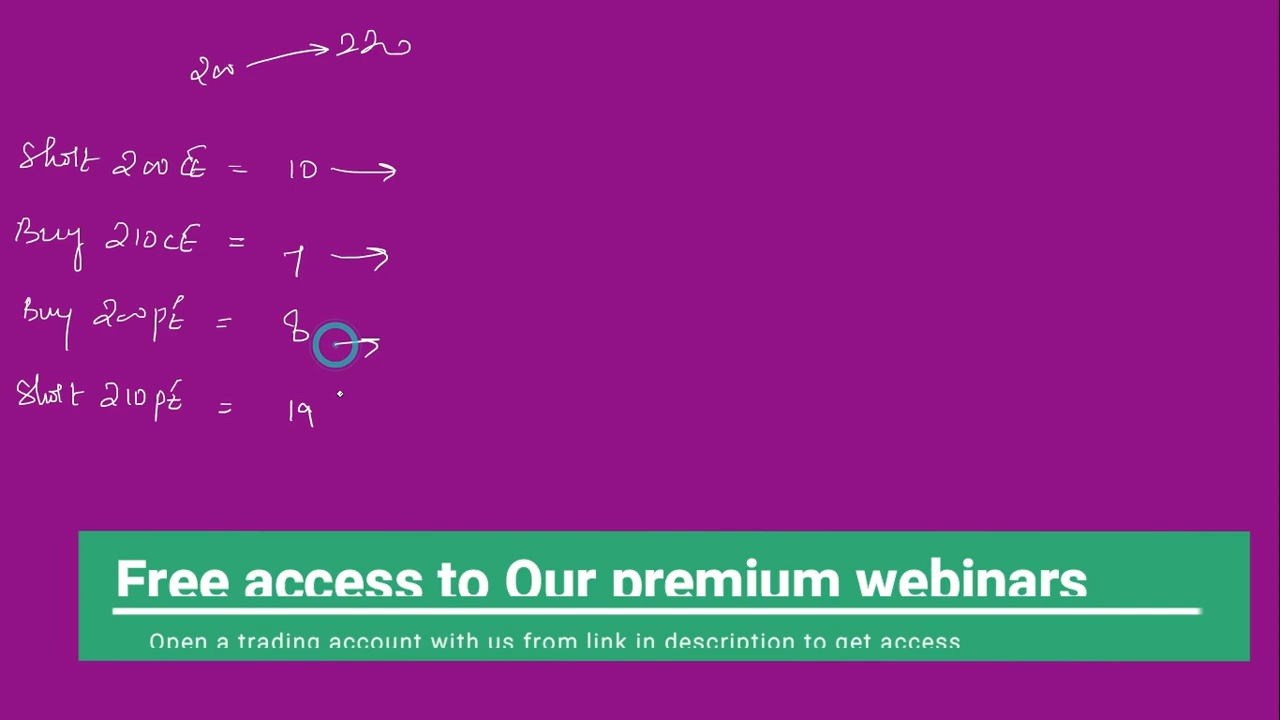 200 → 220
Short 200 CE = 10 →
Buy 210 CE = 7 →
Buy 200 PE = 8 →
Short 210 PE = 19
Free access to Our premium webinars
Open a trading account with us from link in description to get access